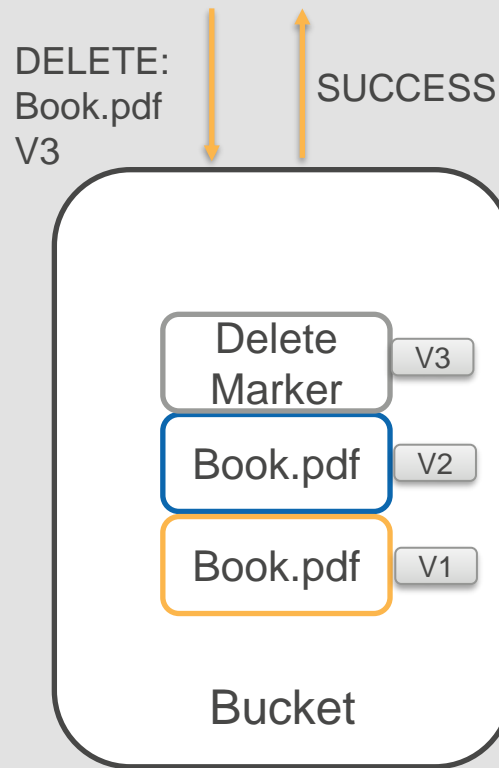 DELETE:
Book.pdf
V3
SUCCESS
Delete
Marker
V3
Book.pdf
V2
Book.pdf
V1
Bucket